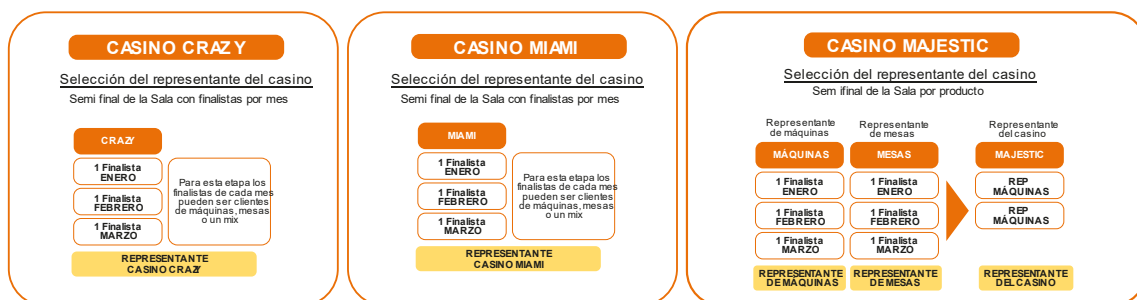 CASINO CRAZY
Selección del representante del casino
Semi final de la Sala con finalistas por mes
CRAZY
1 Finalista
ENERO
1 Finalista
FEBRERO
1 Finalista
MARZO
Para esta etapa los
finalistas de cada mes
pueden ser clientes
de máquinas, mesas
o un mix
REPRESENTANTE
CASINO CRAZY
CASINO MIAMI
Selección del representante del casino
Semi final de la Sala con finalistas por mes
MIAMI
1 Finalista
ENERO
1 Finalista
FEBRERO
1 Finalista
MARZO
Para esta etapa los
finalistas de cada mes
pueden ser clientes
de máquinas, mesas
o un mix
REPRESENTANTE
CASINO MIAMI
CASINO MAJESTIC
Selección del representante del casino
Semifinal de la Sala por producto
Representante
de máquinas
MÁQUINAS
1 Finalista
ENERO
1 Finalista
FEBRERO
1 Finalista
MARZO
REPRESENTANTE
DE MÁQUINAS
Representante
de mesas
MESAS
1 Finalista
ENERO
1 Finalista
FEBRERO
1 Finalista
MARZO
REPRESENTANTE
DE MESAS
Representante
del casino
MAJESTIC
REP
MÁQUINAS
REP
MÁQUINAS
REPRESENTANTE
DEL CASINO